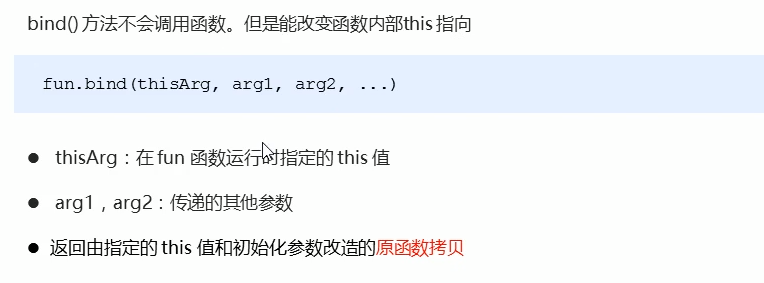 bind() 方法不会调用函数。但是能改变函数内部this 指向
fun.bind(thisArg, arg1, arg2, ...)
● thisArg：在 fun 函数运行时指定的 this 值
● arg1，arg2：传递的其他参数
● 返回由指定的 this 值和初始化参数改造的原函数拷贝